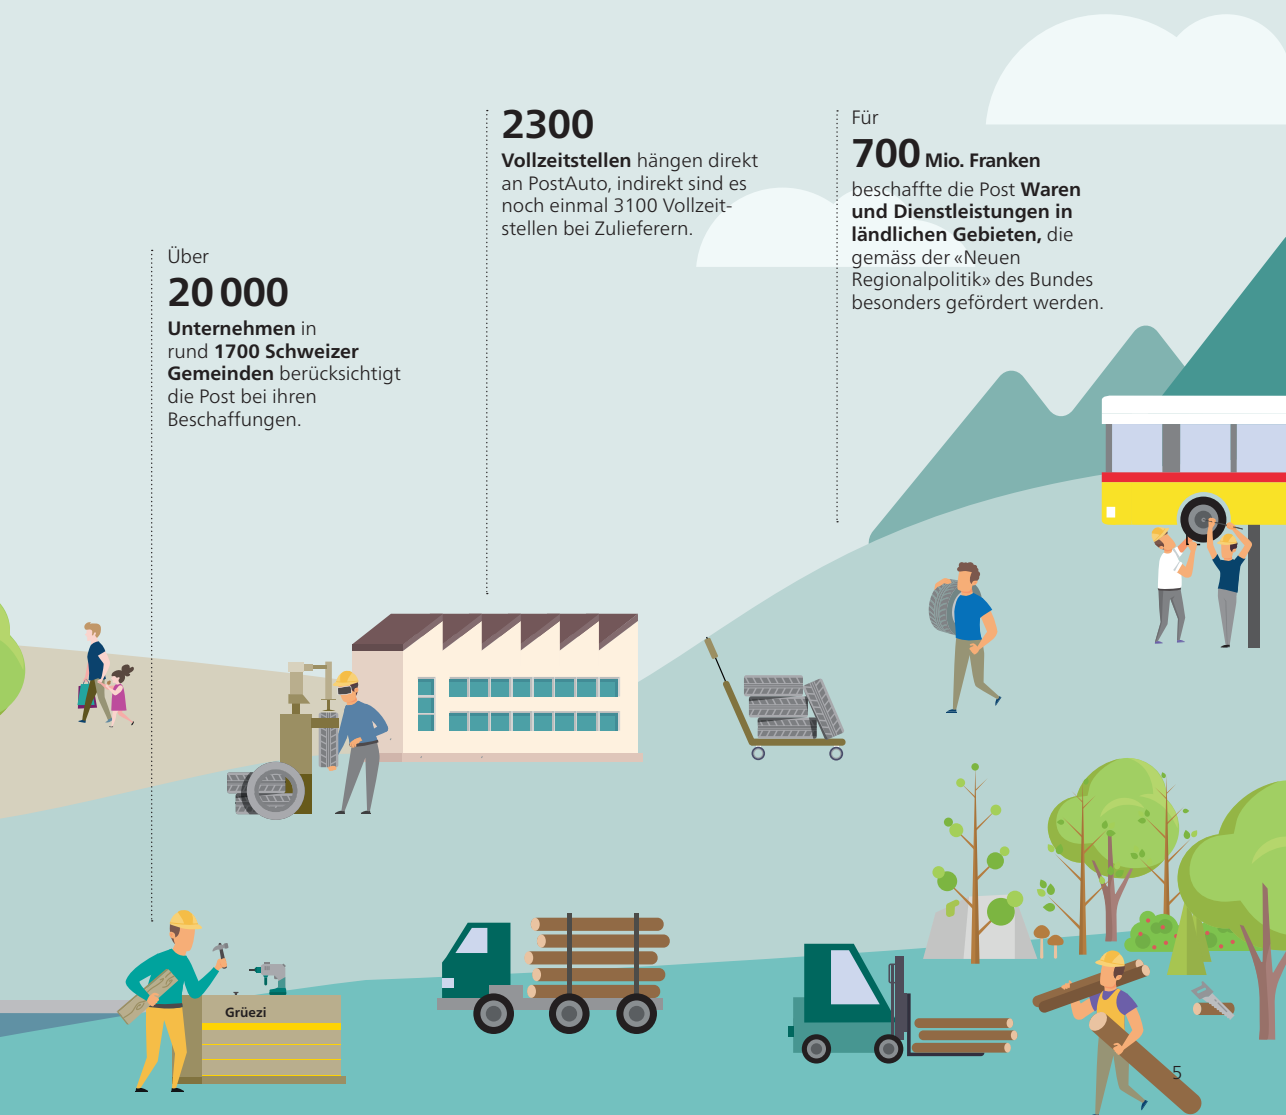 Über
20 000
Unternehmen in
rund 1700 Schweizer
Gemeinden berücksichtigt
die Post bei ihren
Beschaffungen.
2300
Vollzeitstellen hängen direkt
an PostAuto, indirekt sind es
noch einmal 3100 Vollzeit-
stellen bei Zulieferern.
Für
700 Mio. Franken
beschaffte die Post Waren
und Dienstleistungen in
ländlichen Gebieten, die
gemäss der «Neuen
Regionalpolitik» des Bundes
besonders gefördert werden.
Grüezi
5